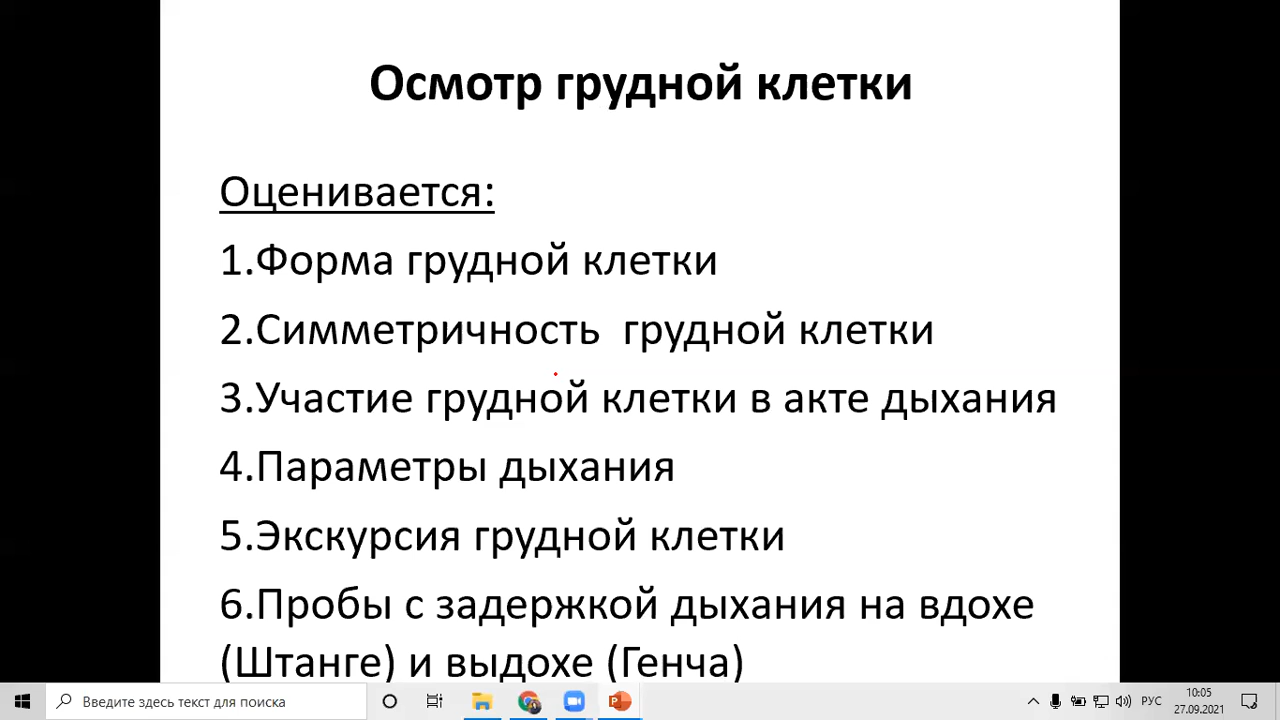 Осмотр грудной клетки
Оценивается:
1.Форма грудной клетки
2.Симметричность грудной клетки
3.Участие грудной клетки в акте дыхания
4.Параметры дыхания
5.Экскурсия грудной клетки
6.Пробы с задержкой дыхания на вдохе
(Штанге) и выдохе (Генча)
Введите здесь текст для поиска
РУС
10:05
27.09.2021